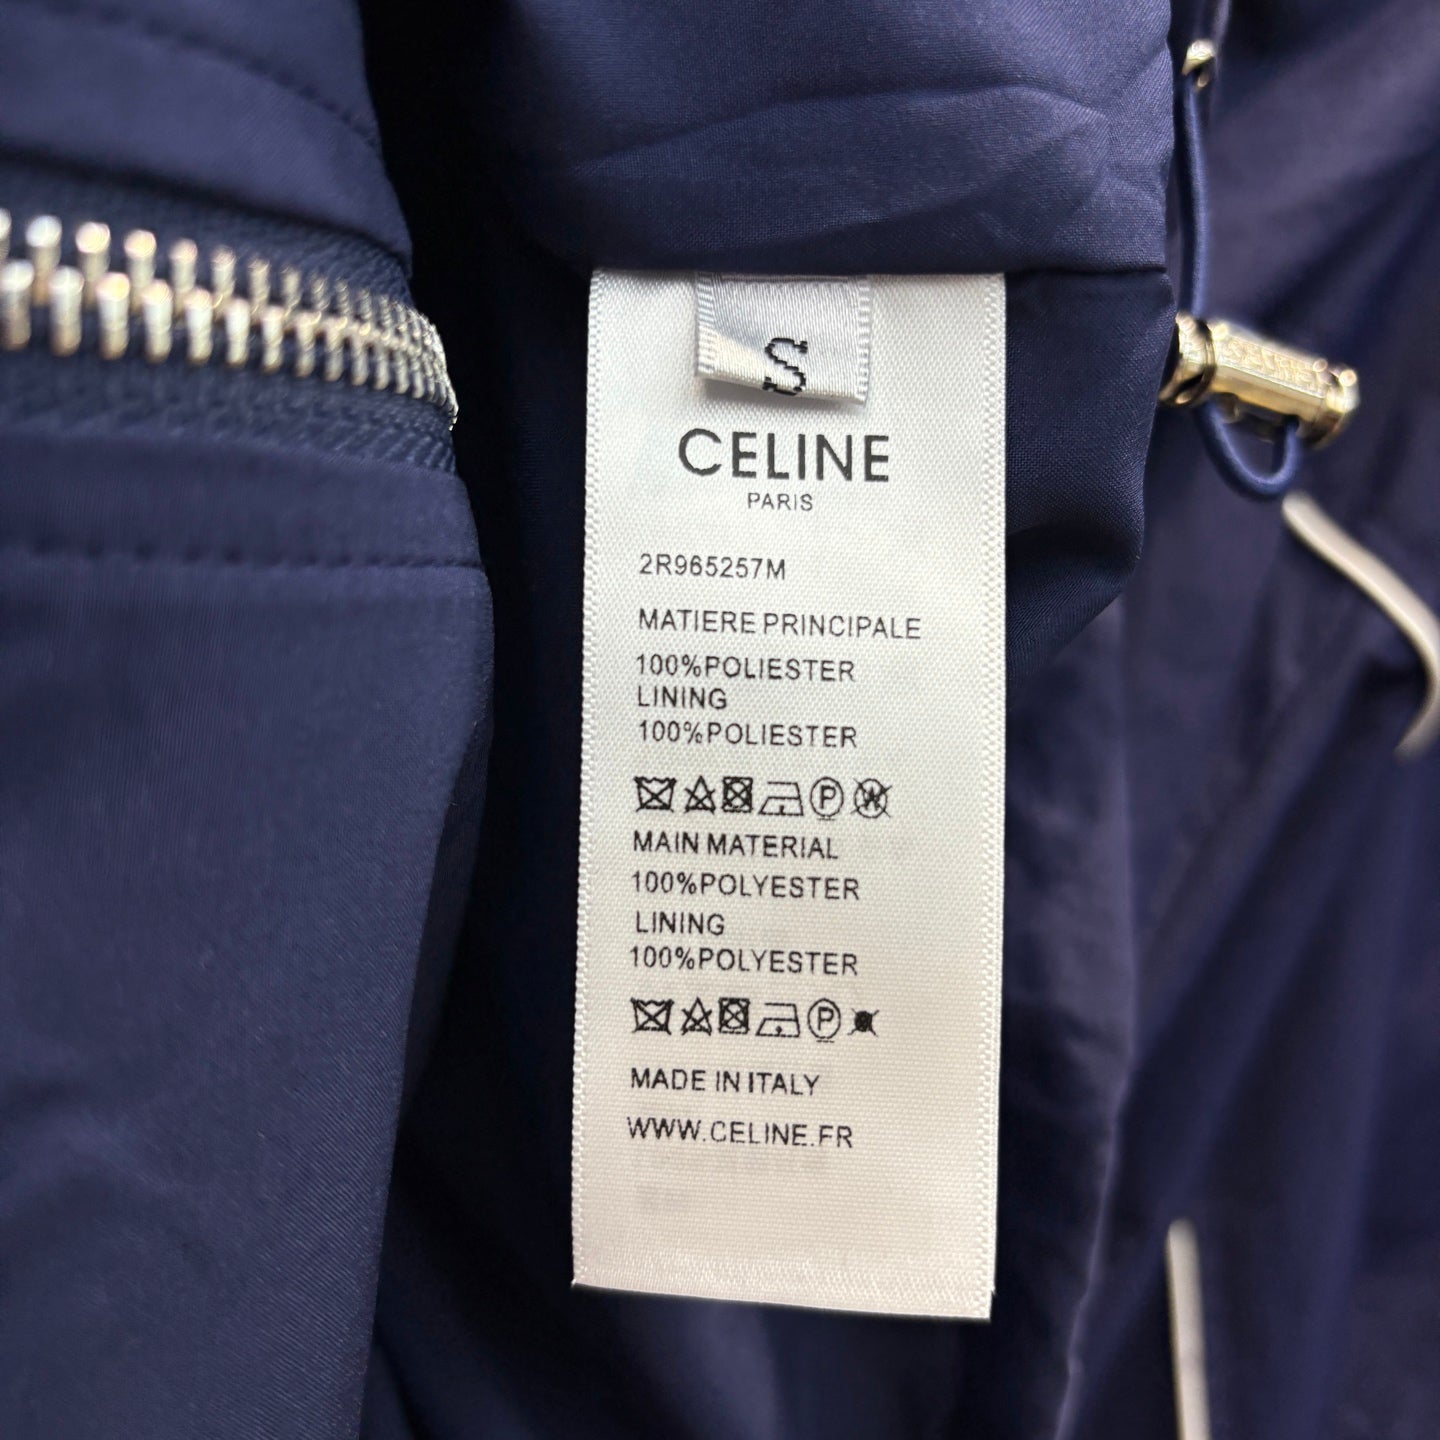 S
CELINE
PARIS
2R965257M
MATIERE PRINCIPALE
100%POLIESTER
LINING
100%POLIESTER
P W
MAIN MATERIAL
100%POLYESTER
LINING
100%POLYESTER
P
MADE IN ITALY
WWW.CELINE.FR